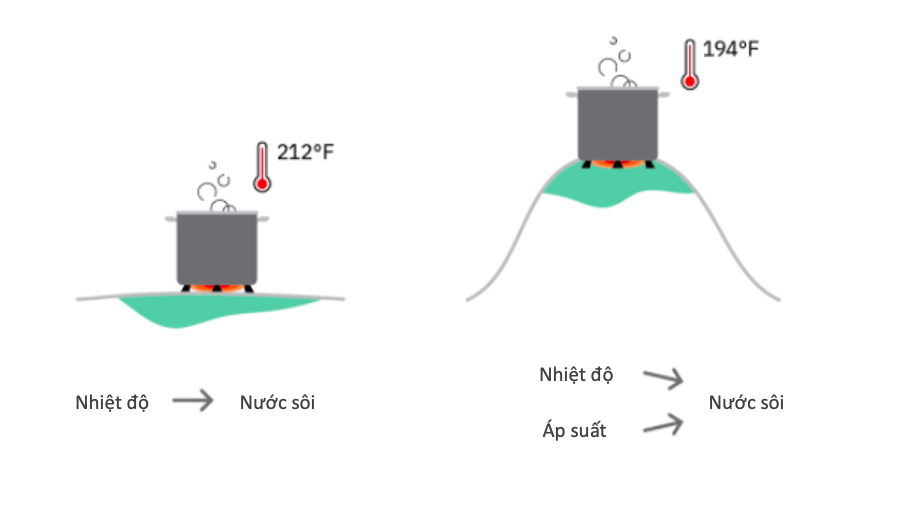 194°F
212°F
Nhiệt độ
Nước sôi
Nhiệt độ
Áp suất
Nước sôi